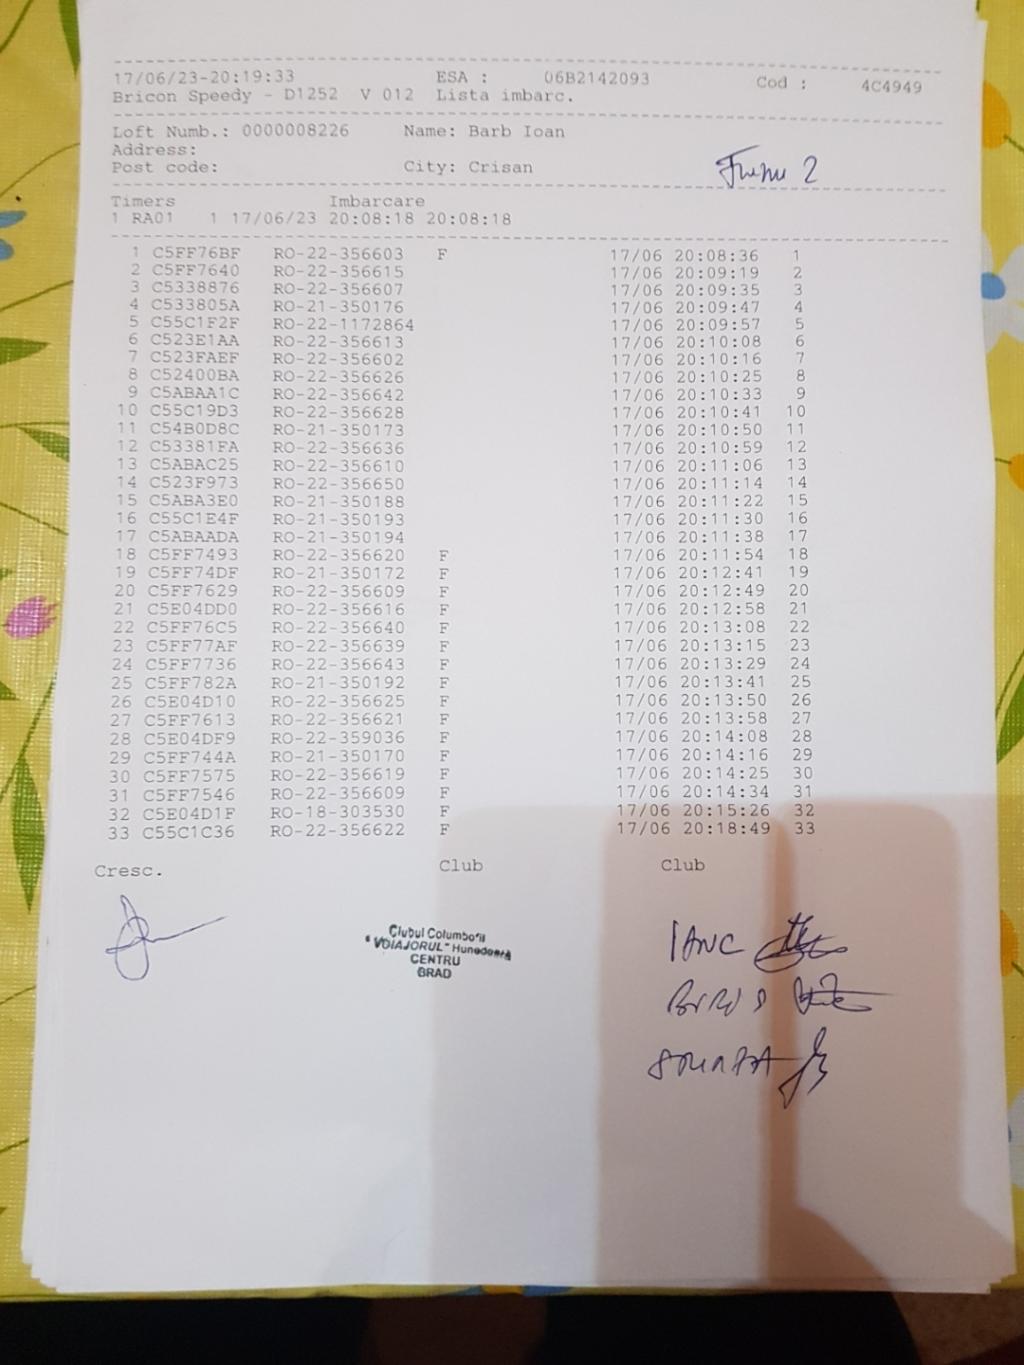 17/06/23-20:19:33 ESA : 06B2142093 Cod : 4C4949
Bricon Speedy - D1252 V 012 Lista imbarc.
Loft Numb.: 0000008226 Name: Barb Ioan
Address:
Post code: City: Crisan
2
Timers Imbarcare
1 RA01 1 17/06/23 20:08:18 20:08:18
1 C5FF76BF RO-22-356603 F 17/06 20:08:36 1
2 C5FF7640 RO-22-356615 17/06 20:09:19 2
3 C5338876 RO-22-356607 17/06 20:09:35 3
4 C533805A RO-21-350176 17/06 20:09:47 4
5 C55C1F2F RO-22-1172864 17/06 20:09:57 5
6 C523E1AA RO-22-356613 17/06 20:10:08 6
7 C523FAEF RO-22-356602 17/06 20:10:16 7
8 C52400BA RO-22-356626 17/06 20:10:25 8
9 C5ABAA1C RO-22-356642 17/06 20:10:33 9
10 C55C19D3 RO-22-356628 17/06 20:10:41 10
11 C54B0D8C RO-21-350173 17/06 20:10:50 11
12 C53381FA RO-22-356636 17/06 20:10:59 12
13 C5ABAC25 RO-22-356610 17/06 20:11:06 13
14 C523F973 RO-22-356650 17/06 20:11:14 14
15 C5ABA3E0 RO-21-350188 17/06 20:11:22 15
16 C55C1E4F RO-21-350193 17/06 20:11:30 16
17 C5ABAADA RO-21-350194 17/06 20:11:38 17
18 C5FF7493 RO-22-356620 F 17/06 20:11:54 18
19 C5FF74DF RO-21-350172 F 17/06 20:12:41 19
20 C5FF7629 RO-22-356609 F 17/06 20:12:49 20
21 C5E04DD0 RO-22-356616 F 17/06 20:12:58 21
22 C5FF76C5 RO-22-356640 F 17/06 20:13:08 22
23 C5FF77AF RO-22-356639 F 17/06 20:13:15 23
24 C5FF7736 RO-22-356643 F 17/06 20:13:29 24
25 C5FF782A RO-21-350192 F 17/06 20:13:41 25
26 C5E04D10 RO-22-356625 F 17/06 20:13:50 26
27 C5FF7613 RO-22-356621 F 17/06 20:13:58 27
28 C5E04DF9 RO-22-359036 F 17/06 20:14:08 28
29 C5FF744A RO-21-350170 F 17/06 20:14:16 29
30 C5FF7575 RO-22-356619 F 17/06 20:14:25 30
31 C5FF7546 RO-22-356609 F 17/06 20:14:34 31
32 C5E04D1F RO-18-303530 F 17/06 20:15:26 32
33 C55C1C36 RO-22-356622 F 17/06 20:18:49 33
Cresc. Club Club
Clubul Columbofil
"VOIAJORUL" Hunedoara
CENTRU
BRAD
IANC